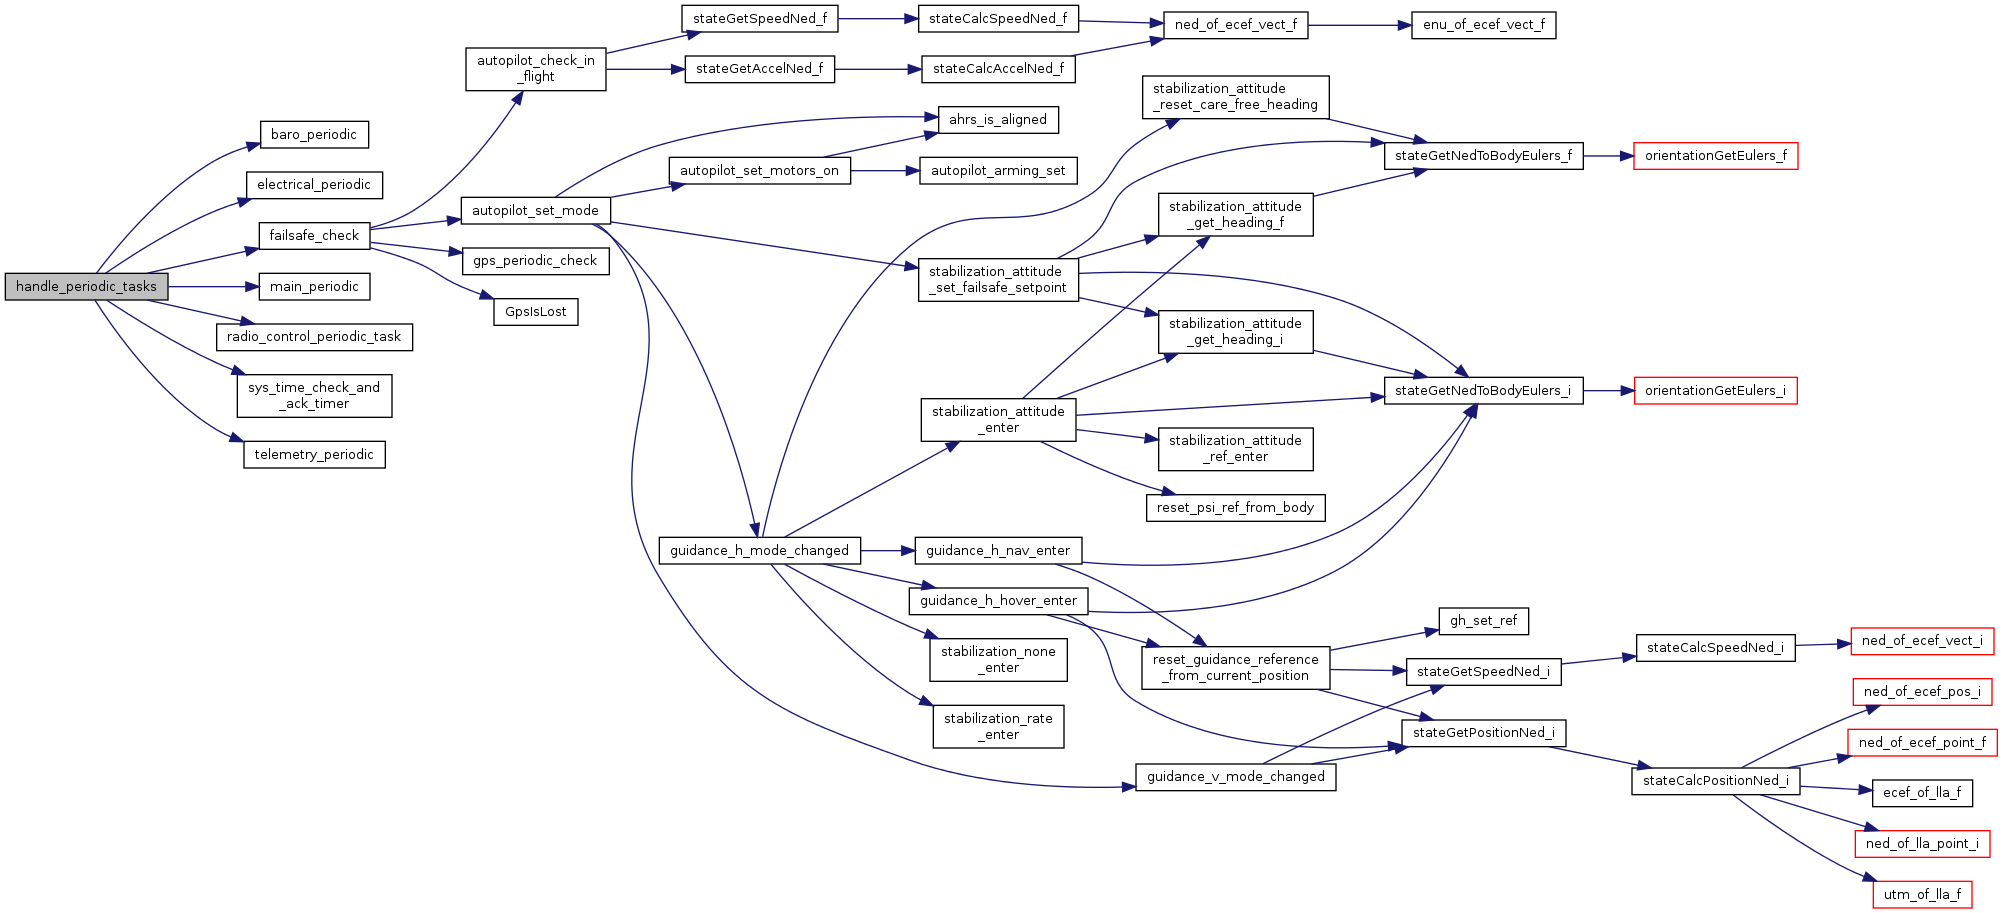 handle_periodic_tasks
baro_periodic
electrical_periodic
failsafe_check
main_periodic
radio_control_periodic_task
sys_time_check_and
_ack_timer
telemetry_periodic
autopilot_check_in
_flight
autopilot_set_mode
gps_periodic_check
GpsIsLost
stateGetSpeedNed_f
stateGetAccelNed_f
autopilot_set_motors_on
guidance_h_mode_changed
stateCalcSpeedNed_f
stateCalcAccelNed_f
ahrs_is_aligned
autopilot_arming_set
stabilization_attitude
_set_failsafe_setpoint
stabilization_attitude
_enter
guidance_h_nav_enter
guidance_h_hover_enter
stabilization_none
_enter
stabilization_rate
_enter
ned_of_ecef_vect_f
stabilization_attitude
_reset_care_free_heading
stabilization_attitude
_get_heading_f
stabilization_attitude
_get_heading_i
stabilization_attitude
_ref_enter
reset_psi_ref_from_body
reset_guidance_reference
_from_current_position
guidance_v_mode_changed
enu_of_ecef_vect_f
stateGetNedToBodyEulers_f
stateGetNedToBodyEulers_i
gh_set_ref
stateGetSpeedNed_i
stateGetPositionNed_i
orientationGetEulers_f
orientationGetEulers_i
stateCalcSpeedNed_i
stateCalcPositionNed_i
ned_of_ecef_vect_i
ned_of_ecef_pos_i
ned_of_ecef_point_f
ecef_of_lla_f
ned_of_lla_point_i
utm_of_lla_f